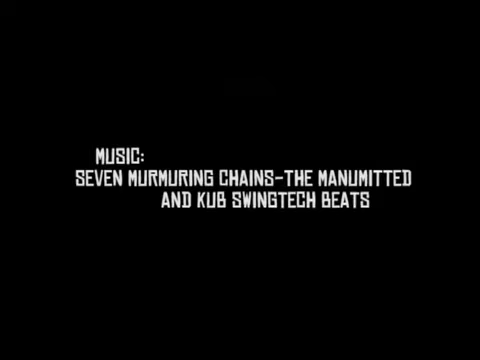 MUSIC:
SEVEN MURMURING CHAINS-THE MANUMITTED
AND KUB SWINGTECH BEATS